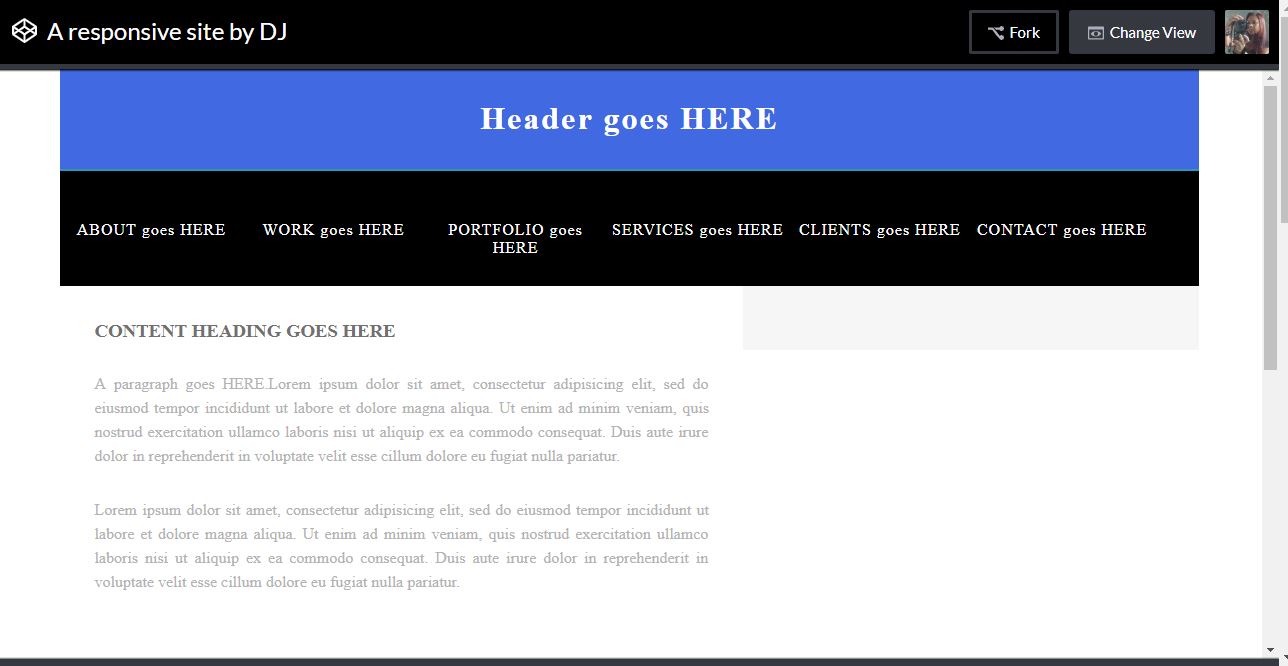 A responsive site by DJ
Fork
Change View
Header goes HERE
ABOUT goes HERE
WORK goes HERE
PORTFOLIO goes
HERE
SERVICES goes HERE
CLIENTS goes HERE
CONTACT goes HERE
CONTENT HEADING GOES HERE
A paragraph goes HERE.Lorem ipsum dolor sit amet, consectetur adipisicing elit, sed do
eiusmod tempor incididunt ut labore et dolore magna aliqua. Ut enim ad minim veniam, quis
nostrud exercitation ullamco laboris nisi ut aliquip ex ea commodo consequat. Duis aute irure
dolor in reprehenderit in voluptate velit esse cillum dolore eu fugiat nulla pariatur.
Lorem ipsum dolor sit amet, consectetur adipisicing elit, sed do eiusmod tempor incididunt ut
labore et dolore magna aliqua. Ut enim ad minim veniam, quis nostrud exercitation ullamco
laboris nisi ut aliquip ex ea commodo consequat. Duis aute irure dolor in reprehenderit in
voluptate velit esse cillum dolore eu fugiat nulla pariatur.